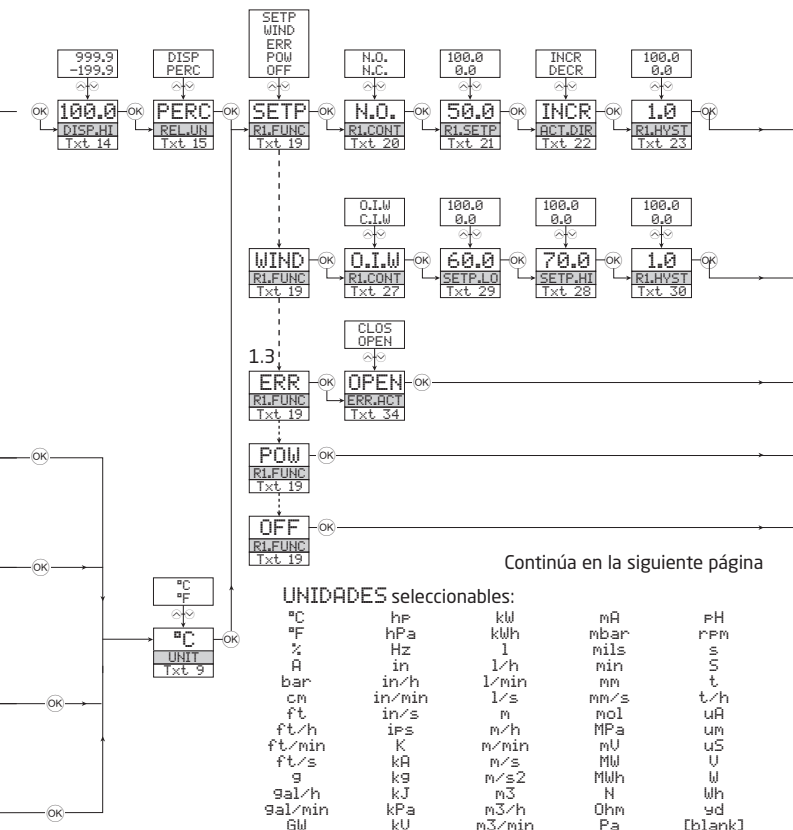 SETP
WIND
ERR
POW
OFF
999.9
-199.9
DISP
PERC
N.O.
N.C.
100.0
0.0
INCR
DECR
100.0
0.0
OK 100.0 OK PERC OK SETP OK N.O. OK 50.0 OK INCR OK 1.0 OK
DISP.HI REL.UN R1.FUNC R1.CONT R1.SETP ACT.DIR R1.HYST
Txt 14 Txt 15 Txt 19 Txt 20 Txt 21 Txt 22 Txt 23
O.I.W
C.I.W
100.0
0.0
100.0
0.0
100.0
0.0
WIND OK O.I.W OK 60.0 OK 70.0 OK 1.0 OK
R1.FUNC R1.CONT SETP.LO SETP.HI R1.HYST
Txt 19 Txt 27 Txt 29 Txt 28 Txt 30
CLOS
OPEN
1.3
ERR OK OPEN OK
R1.FUNC ERR.ACT
Txt 19 Txt 34
OK
POW OK
R1.FUNC
Txt 19
OFF OK
R1.FUNC
Txt 19
OK
Continúa en la siguiente página
°C
°F
°C OK
UNIT
Txt 9
OK
OK
UNIDADES seleccionables:
°C hp kW mA pH
°F hPa kWh mbar rpm
% Hz l mils s
A in l/h min S
bar in/h l/min mm t
cm in/min l/s mm/s t/h
ft in/s m mol uA
ft/h ips m/h MPa um
ft/min K m/min mV uS
ft/s kA m/s MW V
g kg m/s2 MWh W
gal/h kJ m3 N Wh
gal/min kPa m3/h Ohm yd
GW kV m3/min Pa [blank]